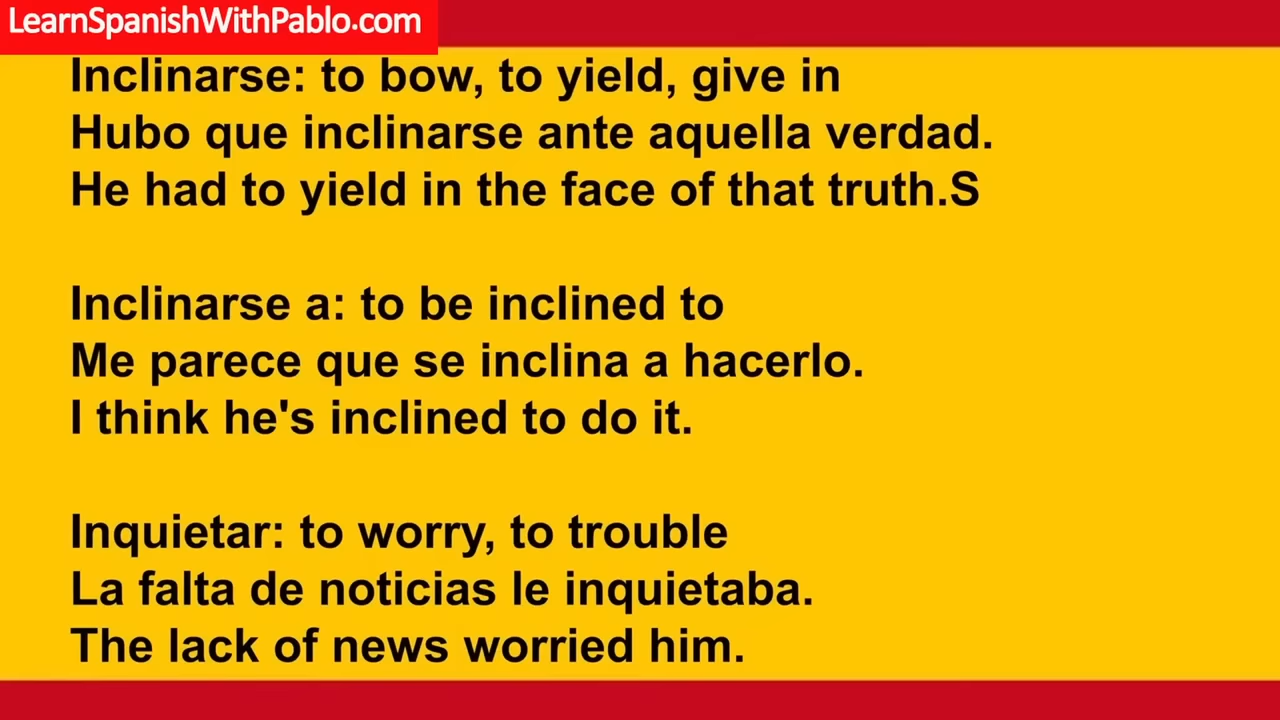 LearnSpanishWithPablo.com
Inclinarse: to bow, to yield, give in
Hubo que inclinarse ante aquella verdad.
He had to yield in the face of that truth.S
Inclinarse a: to be inclined to
Me parece que se inclina a hacerlo.
I think he's inclined to do it.
Inquietar: to worry, to trouble
La falta de noticias le inquietaba.
The lack of news worried him.